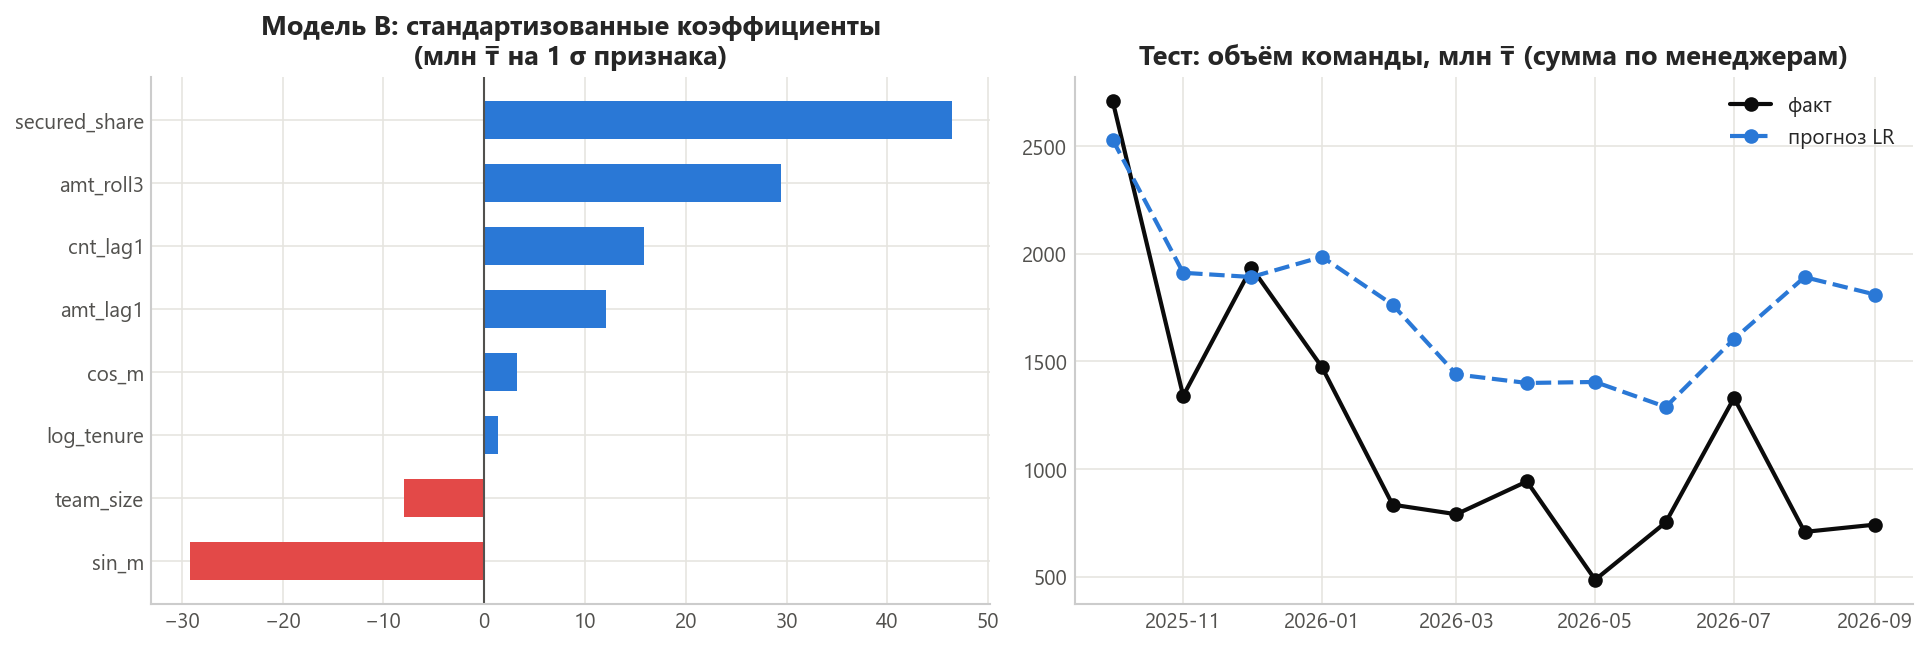 Модель B: стандартизованные коэффициенты
(млн ₸ на 1 σ признака)
secured_share
amt_roll3
cnt_lag1
amt_lag1
cos_m
log_tenure
team_size
sin_m
−30
−20
−10
0
10
20
30
40
50
Тест: объём команды, млн ₸ (сумма по менеджерам)
факт
прогноз LR
2500
2000
1500
1000
500
2025-11
2026-01
2026-03
2026-05
2026-07
2026-09